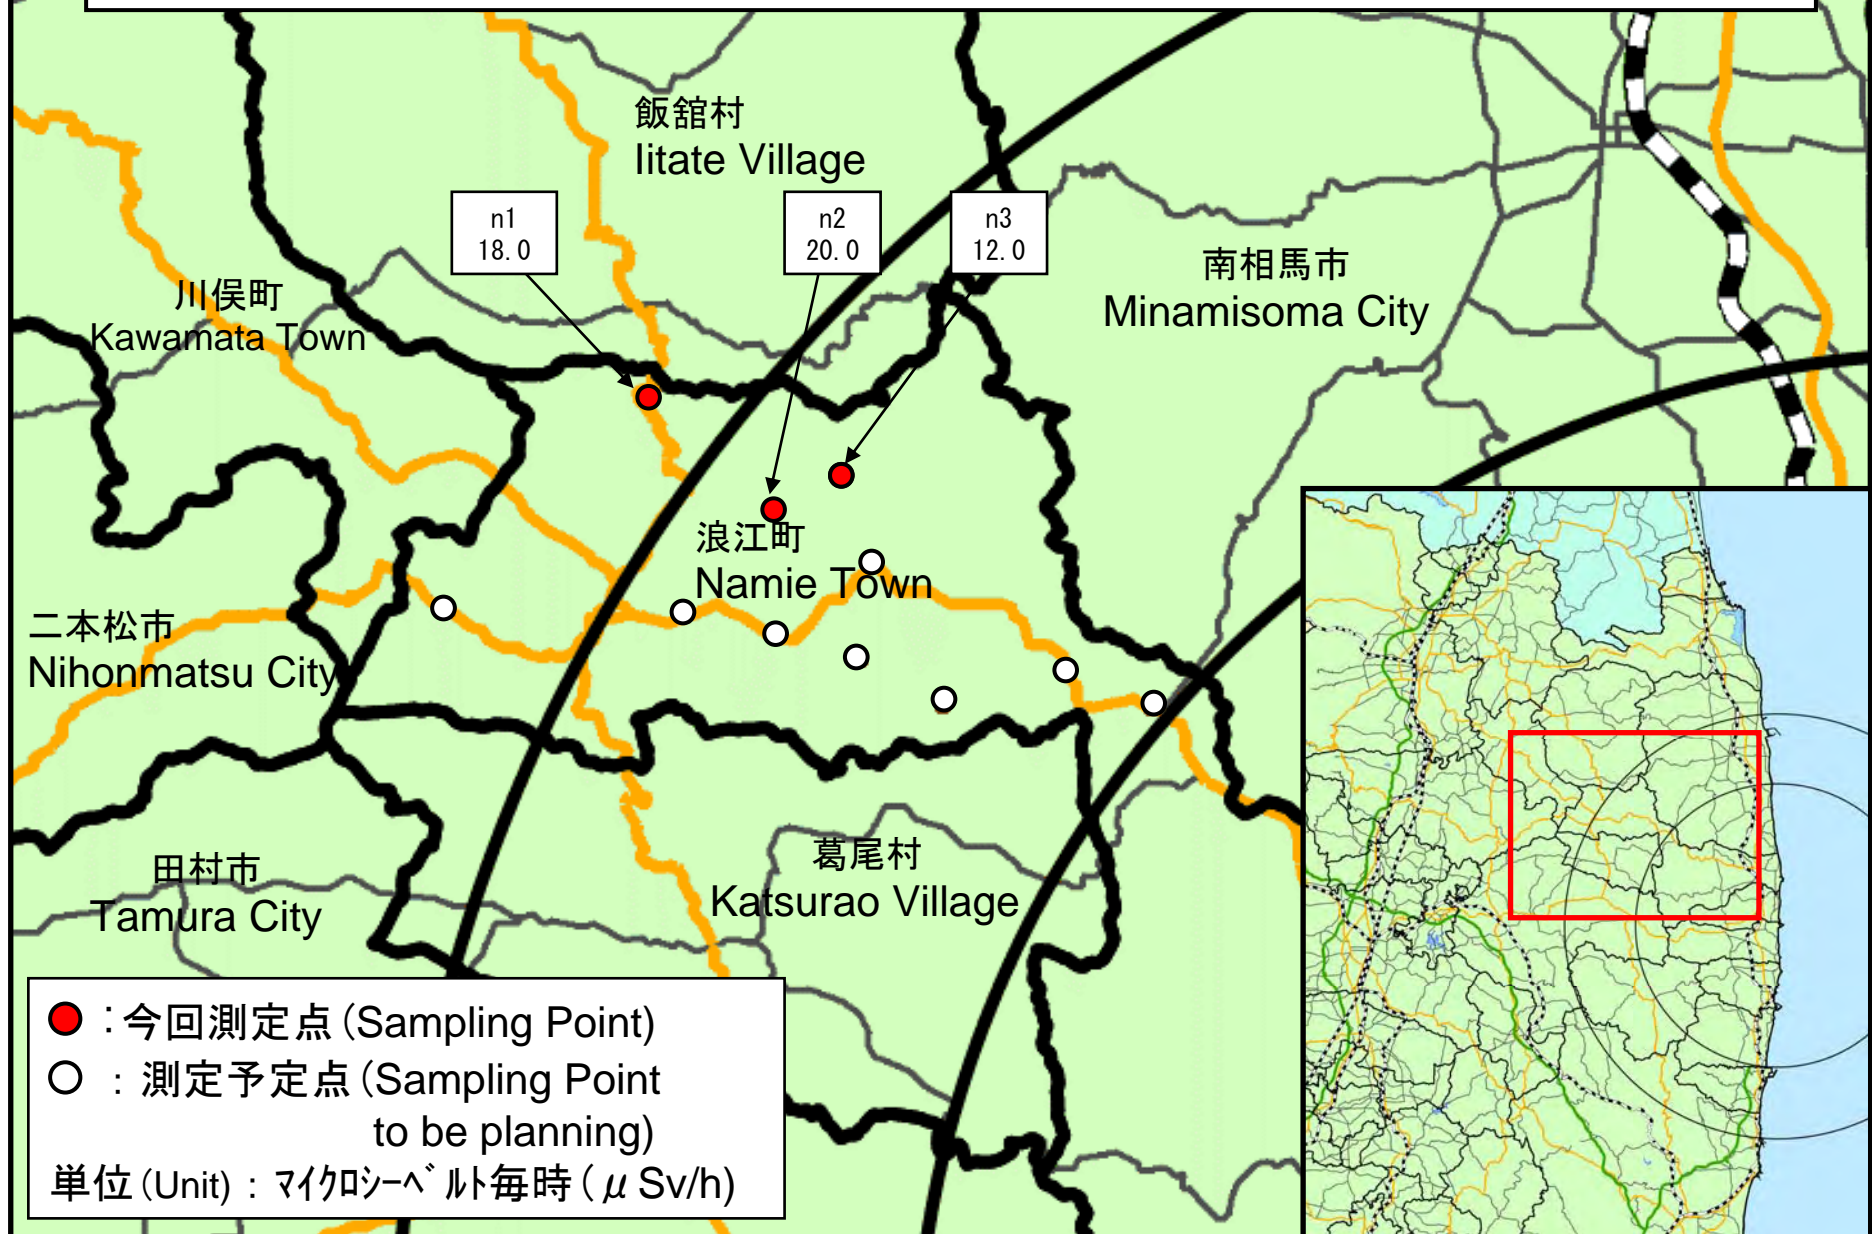 飯舘村
Iitate Village
n1
18.0
n2
20.0
n3
12.0
南相馬市
Minamisoma City
川俣町
Kawamata Town
浪江町
Namie Town
二本松市
Nihonmatsu City
葛尾村
Katsurao Village
田村市
Tamura City
：今回測定点(Sampling Point)
：測定予定点(Sampling Point
to be planning)
単位(Unit)：ﾏｲｸﾛｼｰﾍﾞﾙﾄ毎時(μSv/h)